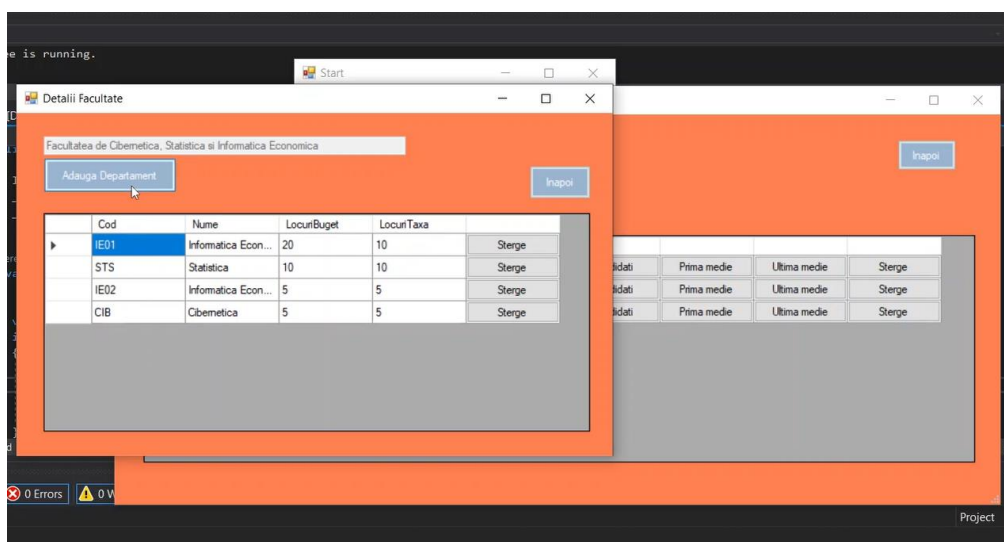 e is running.
Start
Detalii Facultate
Facultatea de Cibernetica, Statistica si Informatica Economica
Adauga Departament
Inapoi
Inapoi
Cod Nume LocuriBuget LocuriTaxa
IE01 Informatica Econ... 20 10 Sterge
STS Statistica 10 10 Sterge
didati Prima medie Ultima medie Sterge
IE02 Informatica Econ... 5 5 Sterge
didati Prima medie Ultima medie Sterge
CIB Cibernetica 5 5 Sterge
didati Prima medie Ultima medie Sterge
0 Errors 0 W
Project